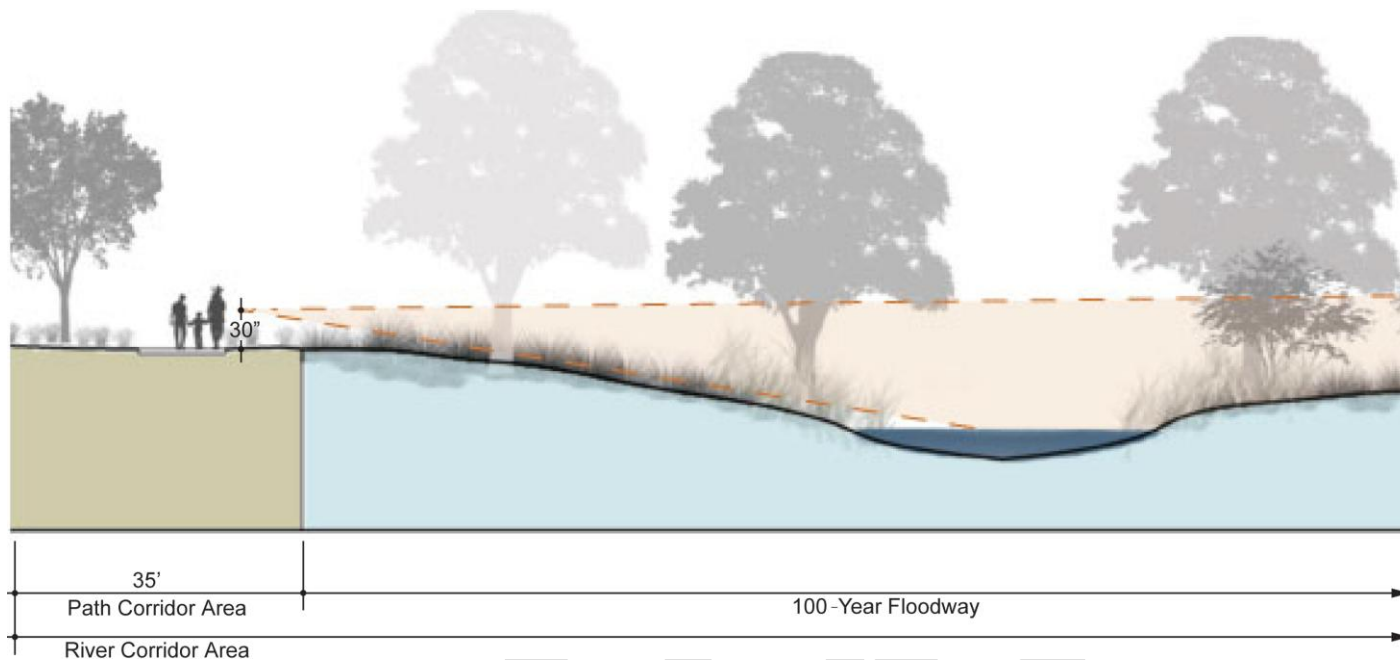 30”
35’
Path Corridor Area
100-Year Floodway
River Corridor Area